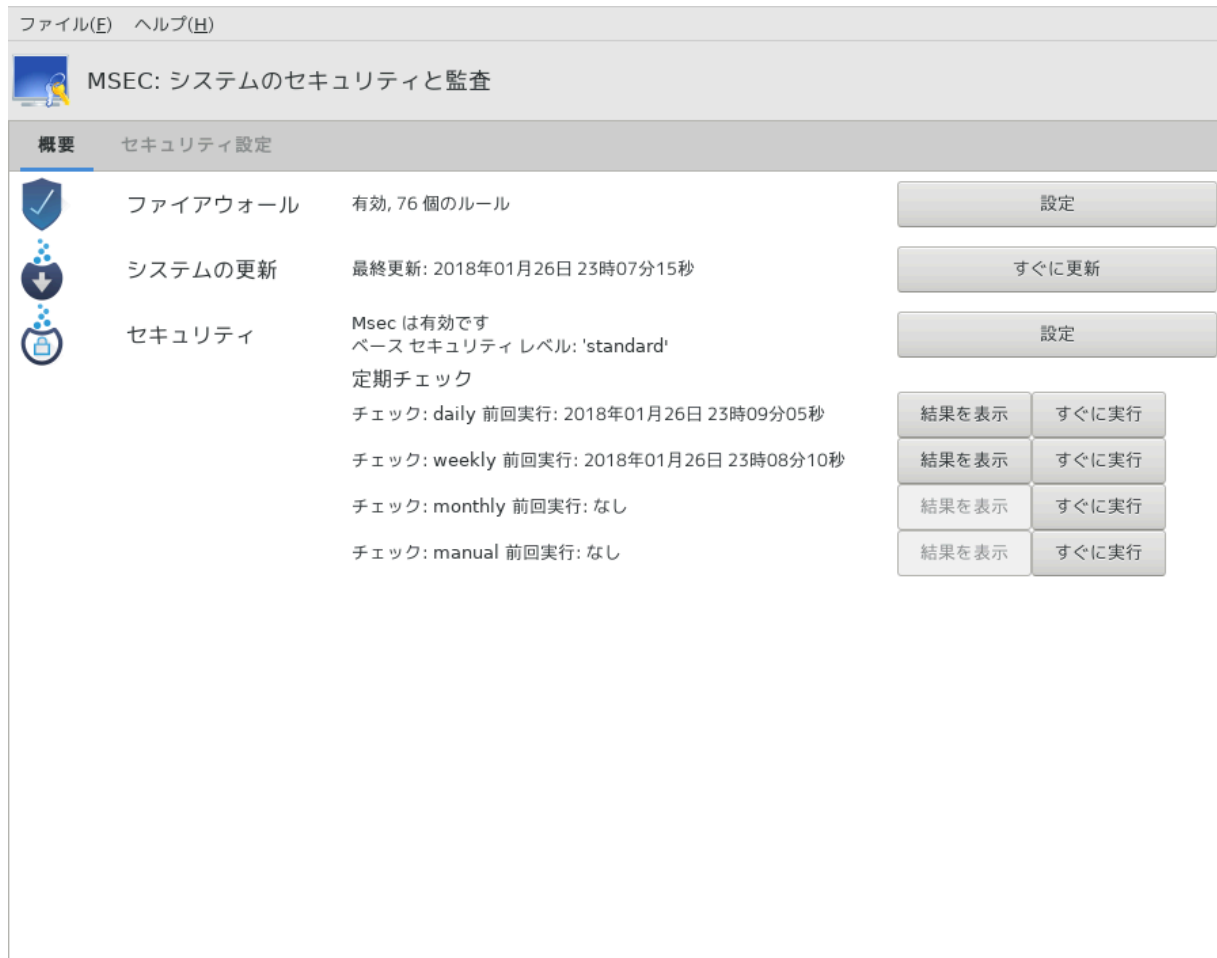 ファイル(F) ヘルプ(H)
MSEC: システムのセキュリティと監査
概要 セキュリティ設定
ファイアウォール 有効, 76 個のルール 設定
システムの更新 最終更新: 2018年01月26日 23時07分15秒 すぐに更新
セキュリティ Msec は有効です 設定
ベース セキュリティ レベル: 'standard'
定期チェック
チェック: daily 前回実行: 2018年01月26日 23時09分05秒 結果を表示 すぐに実行
チェック: weekly 前回実行: 2018年01月26日 23時08分10秒 結果を表示 すぐに実行
チェック: monthly 前回実行: なし 結果を表示 すぐに実行
チェック: manual 前回実行: なし 結果を表示 すぐに実行